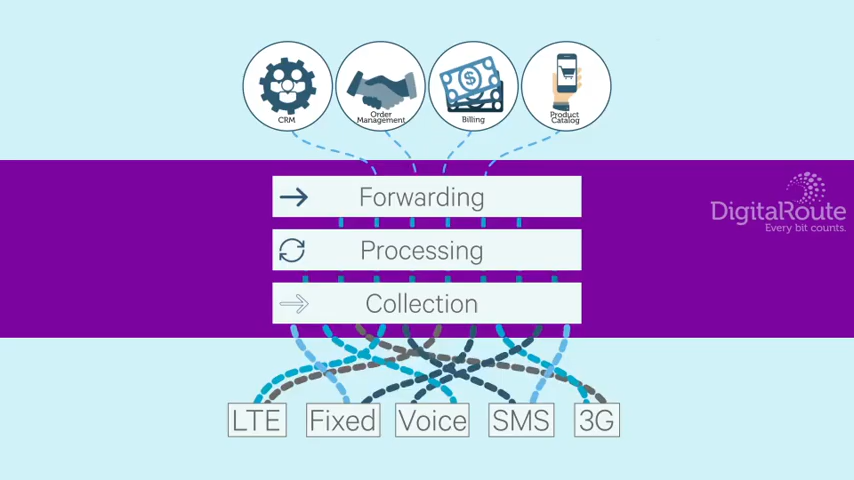 CRM
Order
Management
Billing
Product
Catalog
$
Forwarding
Processing
Collection
DigitalRoute
Every bit counts.
LTE
Fixed
Voice
SMS
3G